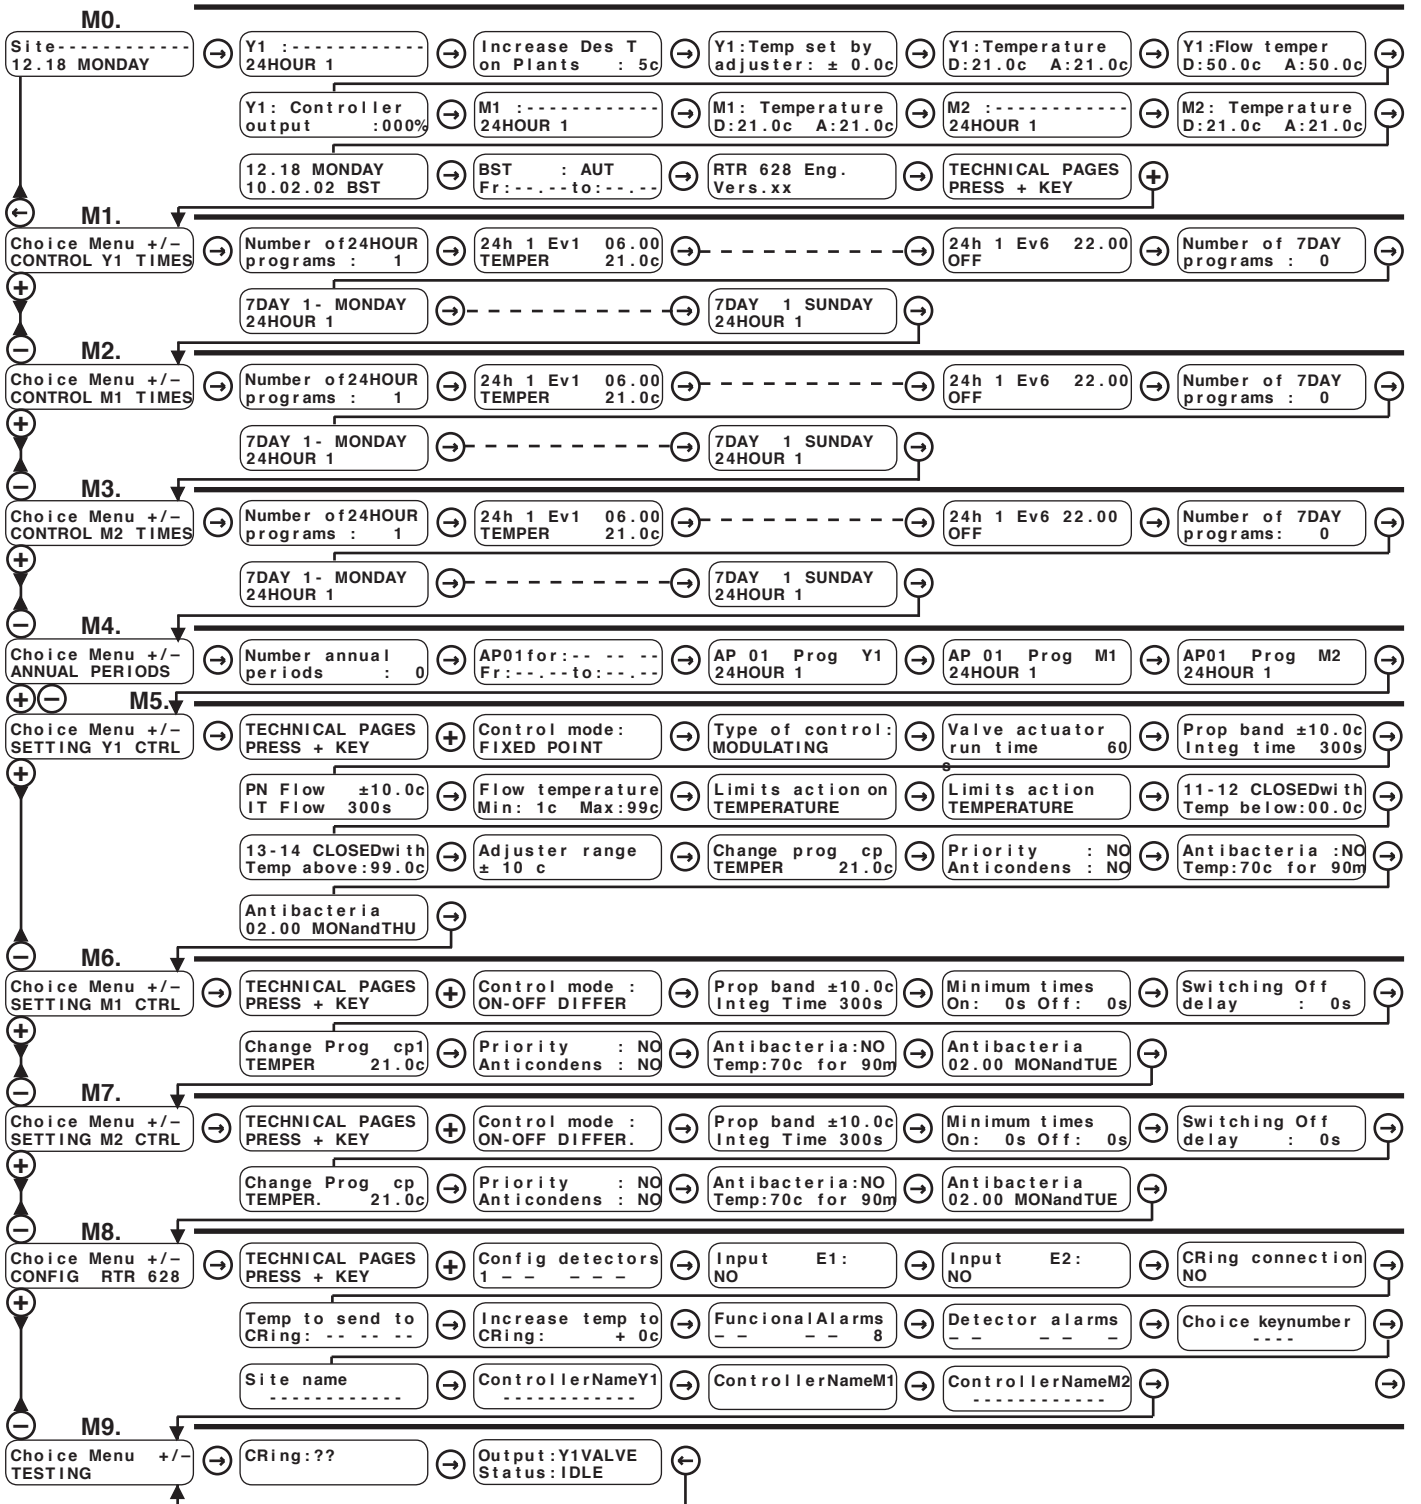 M0.
Site------------
12.18 MONDAY
Y1 :------------
24HOUR 1
Increase Des T
on Plants : 5c
Y1:Temp set by
adjuster: ± 0.0c
Y1:Temperature
D:21.0c A:21.0c
Y1:Flow temper
D:50.0c A:50.0c
Y1: Controller
output :000%
M1 :------------
24HOUR 1
M1: Temperature
D:21.0c A:21.0c
M2 :------------
24HOUR 1
M2: Temperature
D:21.0c A:21.0c
12.18 MONDAY
10.02.02 BST
BST : AUT
Fr:--.--to:--.--
RTR 628 Eng.
Vers.xx
TECHNICAL PAGES
PRESS + KEY
M1.
Choice Menu +/–
CONTROL Y1 TIMES
Number of24HOUR
programs : 1
24h 1 Ev1 06.00
TEMPER 21.0c
24h 1 Ev6 22.00
OFF
Number of 7DAY
programs : 0
7DAY 1- MONDAY
24HOUR 1
7DAY 1 SUNDAY
24HOUR 1
M2.
Choice Menu +/–
CONTROL M1 TIMES
Number of24HOUR
programs : 1
24h 1 Ev1 06.00
TEMPER 21.0c
24h 1 Ev6 22.00
OFF
Number of 7DAY
programs : 0
7DAY 1- MONDAY
24HOUR 1
7DAY 1 SUNDAY
24HOUR 1
M3.
Choice Menu +/–
CONTROL M2 TIMES
Number of24HOUR
programs : 1
24h 1 Ev1 06.00
TEMPER 21.0c
24h 1 Ev6 22.00
OFF
Number of 7DAY
programs: 0
7DAY 1- MONDAY
24HOUR 1
7DAY 1 SUNDAY
24HOUR 1
M4.
Choice Menu +/–
ANNUAL PERIODS
Number annual
periods : 0
AP01for:-- -- --
Fr:--.--to:--.--
AP 01 Prog Y1
24HOUR 1
AP 01 Prog M1
24HOUR 1
AP01 Prog M2
24HOUR 1
M5.
Choice Menu +/–
SETTING Y1 CTRL
TECHNICAL PAGES
PRESS + KEY
Control mode:
FIXED POINT
Type of control:
MODULATING
Valve actuator
run time 60
s
Prop band ±10.0c
Integ time 300s
PN Flow ±10.0c
IT Flow 300s
Flow temperature
Min: 1c Max:99c
Limits action on
TEMPERATURE
Limits action
TEMPERATURE
11-12 CLOSEDwith
Temp below:00.0c
13-14 CLOSEDwith
Temp above:99.0c
Adjuster range
± 10 c
Change prog cp
TEMPER 21.0c
Priority : NO
Anticondens : NO
Antibacteria :NO
Temp:70c for 90m
Antibacteria
02.00 MONandTHU
M6.
Choice Menu +/–
SETTING M1 CTRL
TECHNICAL PAGES
PRESS + KEY
Control mode :
ON-OFF DIFFER
Prop band ±10.0c
Integ Time 300s
Minimum times
On: 0s Off: 0s
Switching Off
delay : 0s
Change Prog cp1
TEMPER 21.0c
Priority : NO
Anticondens : NO
Antibacteria:NO
Temp:70c for 90m
Antibacteria
02.00 MONandTUE
M7.
Choice Menu +/–
SETTING M2 CTRL
TECHNICAL PAGES
PRESS + KEY
Control mode :
ON-OFF DIFFER.
Prop band ±10.0c
Integ Time 300s
Minimum times
On: 0s Off: 0s
Switching Off
delay : 0s
Change Prog cp
TEMPER. 21.0c
Priority : NO
Anticondens : NO
Antibacteria:NO
Temp:70c for 90m
Antibacteria
02.00 MONandTUE
M8.
Choice Menu +/–
CONFIG RTR 628
TECHNICAL PAGES
PRESS + KEY
Config detectors
1 – – – – –
Input E1:
NO
Input E2:
NO
CRing connection
NO
Temp to send to
CRing: -- -- --
Increase temp to
CRing: + 0c
FuncionalAlarms
– – – – 8
Detector alarms
– – – – –
Choice keynumber
----
Site name
------------
ControllerNameY1
------------
ControllerNameM1
ControllerNameM2
------------
M9.
Choice Menu +/–
TESTING
CRing:??
Output:Y1VALVE
Status:IDLE